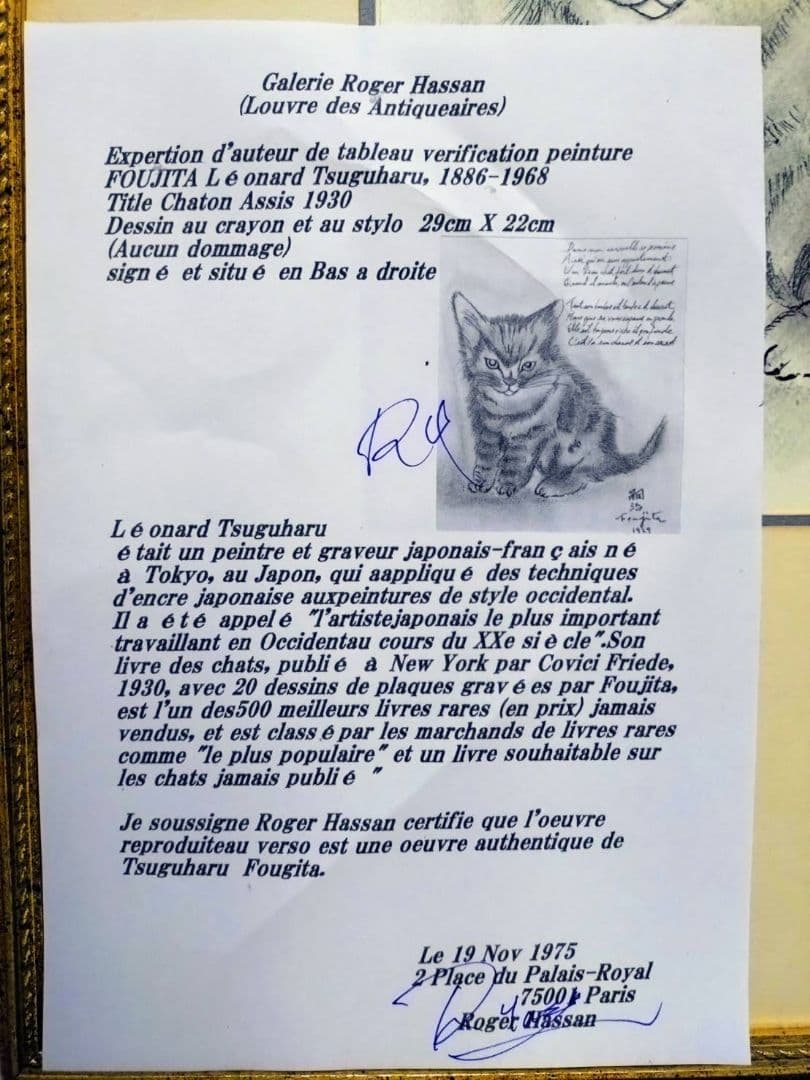 Galerie Roger Hassan
(Louvre des Antiqueaires)
Expertion d'auteur de tableau verification peinture
FOUJITA Lé onard Tsuguharu, 1886-1968
Title Chaton Assis 1930
Dessin au crayon et au stylo 29cm X 22cm
(Aucun dommage)
sign é et situ é en Bas a droite
Foujita
Lé onard Tsuguharu
é tait un peintre et graveur japonais-fran ç ais n é
à Tokyo, au Japon, qui aappliqu é des techniques
d'encre japonaise auxpeintures de style occidental.
Il a é t é appel é "l'artistejaponais le plus important
travaillant en Occidentau cours du XXe si è cle".Son
livre des chats, publi é à New York par Covici Friede,
1930, avec 20 dessins de plaques grav é es par Foujita,
est l'un des500 meilleurs livres rares (en prix) jamais
vendus, et est class é par les marchands de livres rares
comme "le plus populaire" et un livre souhaitable sur
les chats jamais publi é "
Je soussigne Roger Hassan certifie que l'oeuvre
reproduiteau verso est une oeuvre authentique de
Tsuguharu Fougita.
Le 19 Nov 1975
2 Place du Palais-Royal
75001 Paris
Roger Hassan